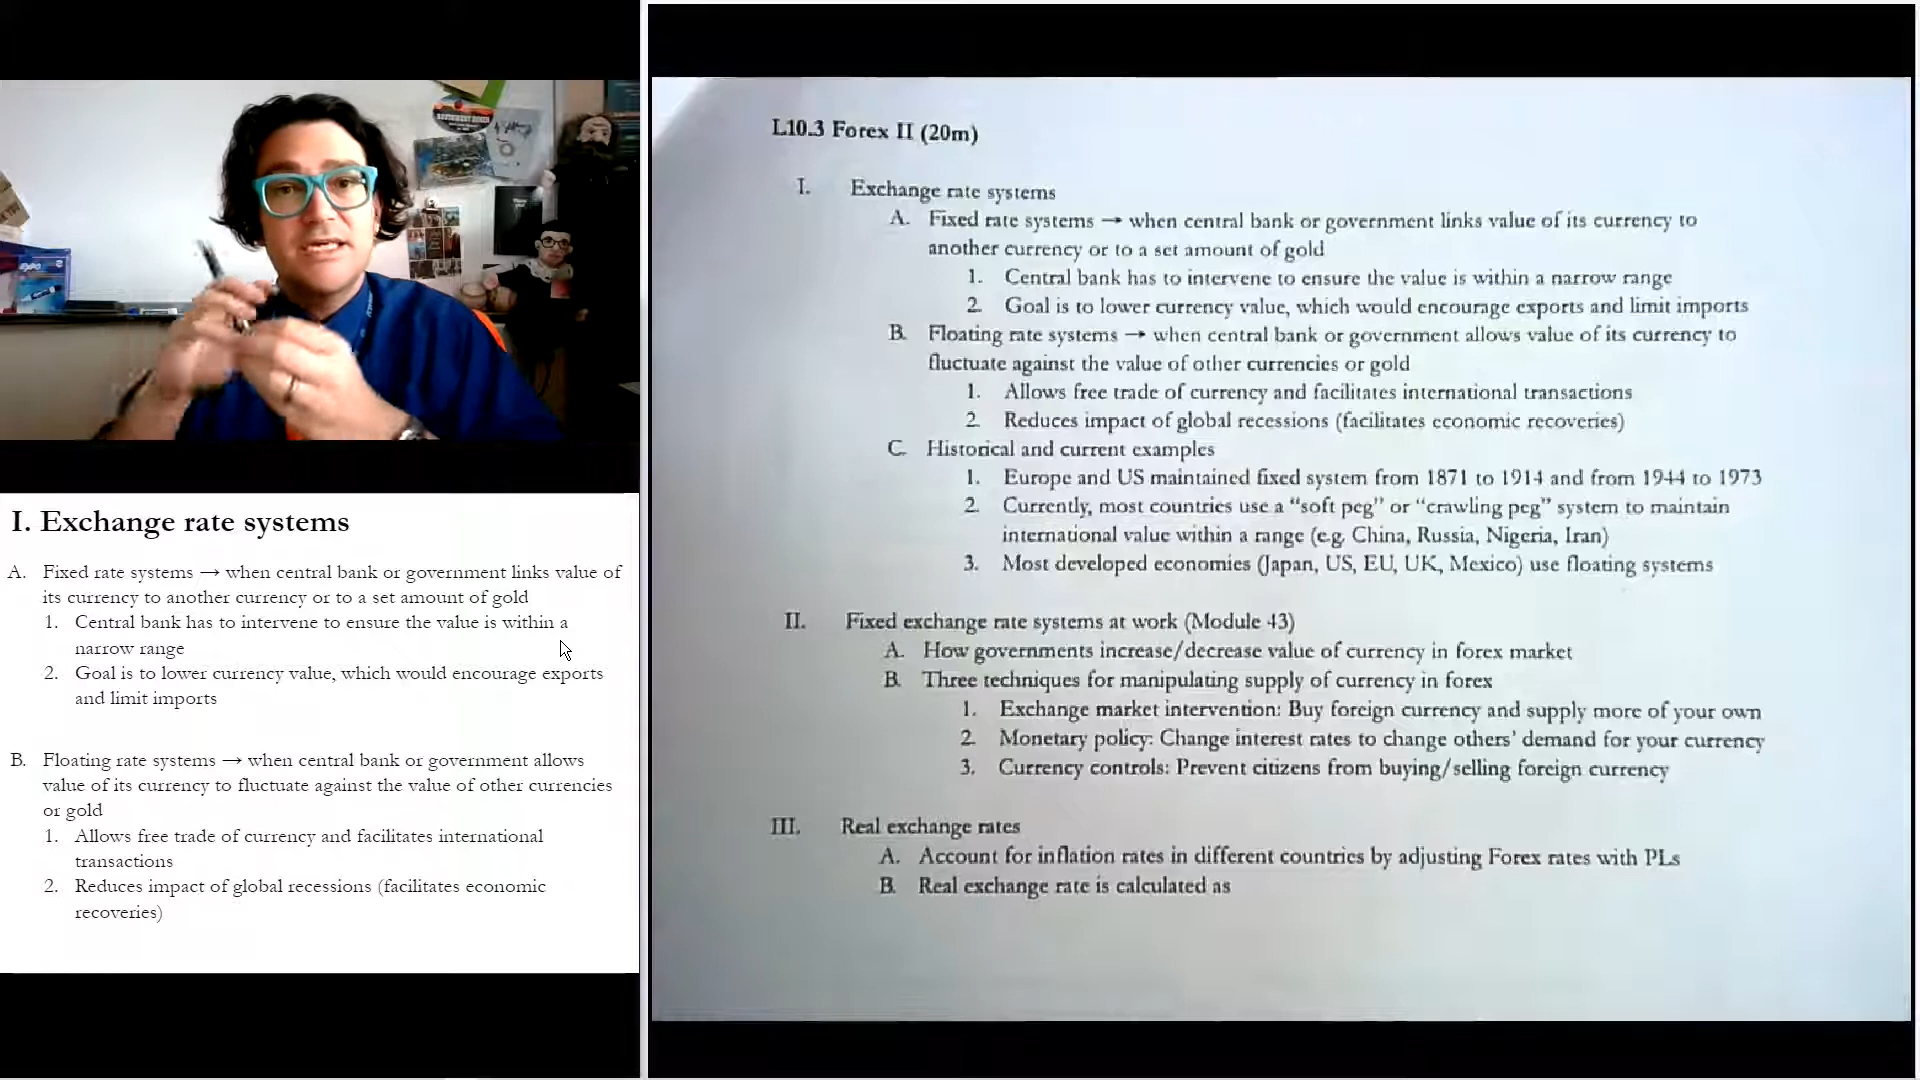 I. Exchange rate systems
A. Fixed rate systems → when central bank or government links value of
its currency to another currency or to a set amount of gold
1. Central bank has to intervene to ensure the value is within a
narrow range
2. Goal is to lower currency value, which would encourage exports
and limit imports
B. Floating rate systems → when central bank or government allows
value of its currency to fluctuate against the value of other currencies
or gold
1. Allows free trade of currency and facilitates international
transactions
2. Reduces impact of global recessions (facilitates economic
recoveries)
L10.3 Forex II (20m)
I. Exchange rate systems
A. Fixed rate systems → when central bank or government links value of its currency to
another currency or to a set amount of gold
1. Central bank has to intervene to ensure the value is within a narrow range
2. Goal is to lower currency value, which would encourage exports and limit imports
B. Floating rate systems → when central bank or government allows value of its currency to
fluctuate against the value of other currencies or gold
1. Allows free trade of currency and facilitates international transactions
2. Reduces impact of global recessions (facilitates economic recoveries)
C. Historical and current examples
1. Europe and US maintained fixed system from 1871 to 1914 and from 1944 to 1973
2. Currently, most countries use a “soft peg” or “crawling peg” system to maintain
international value within a range (e.g. China, Russia, Nigeria, Iran)
3. Most developed economies (Japan, US, EU, UK, Mexico) use floating systems
II. Fixed exchange rate systems at work (Module 43)
A. How governments increase/decrease value of currency in forex market
B. Three techniques for manipulating supply of currency in forex
1. Exchange market intervention: Buy foreign currency and supply more of your own
2. Monetary policy: Change interest rates to change others’ demand for your currency
3. Currency controls: Prevent citizens from buying/selling foreign currency
III. Real exchange rates
A. Account for inflation rates in different countries by adjusting Forex rates with PLs
B. Real exchange rate is calculated as